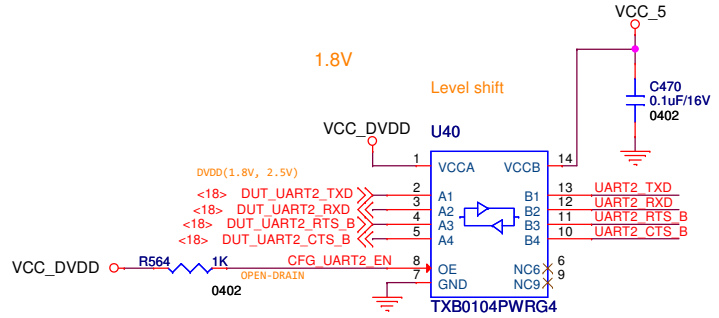 VCC_5
1.8V
Level shift
C470
0.1uF/16V
0402
VCC_DVDD
U40
1 VCCA VCCB 14
DVDD(1.8V, 2.5V)
<18> DUT_UART2_TXD 2 A1 B1 13 UART2_TXD
<18> DUT_UART2_RXD 3 A2 B2 12 UART2_RXD
<18> DUT_UART2_RTS_B 4 A3 B3 11 UART2_RTS_B
<18> DUT_UART2_CTS_B 5 A4 B4 10 UART2_CTS_B
VCC_DVDD R564 1K CFG_UART2_EN 8 OE NC6 6
OPEN-DRAIN 7 GND NC9 9
0402
TXB0104PWRG4